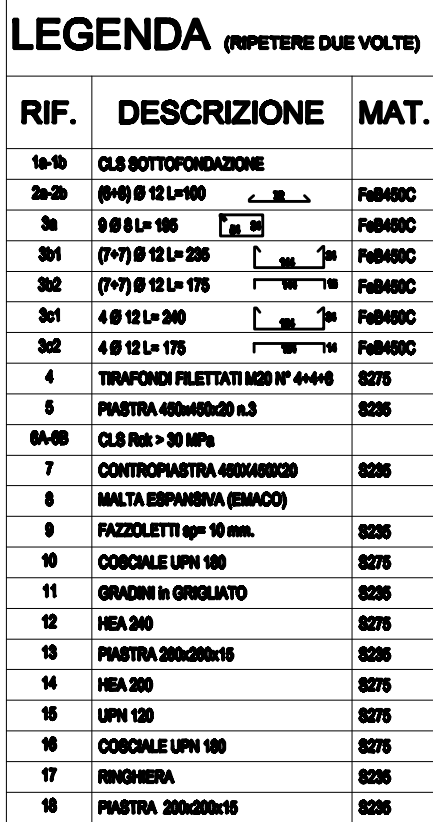 LEGENDA (RIPETERE DUE VOLTE)
RIF. DESCRIZIONE MAT.
1a-1b CLS SOTTOFONDAZIONE
2a-2b (6+6) Ø 12 L=100 FeB450C
3a 9 Ø 8 L= 195 FeB450C
3b1 (7+7) Ø 12 L= 235 FeB450C
3b2 (7+7) Ø 12 L= 175 FeB450C
3c1 4 Ø 12 L= 240 FeB450C
3c2 4 Ø 12 L= 175 14 FeB450C
4 TIRAFONDI FILETTATI M20 N° 4+4+6 S275
5 PIASTRA 450x450x20 n.3 S235
6A-6B CLS Rck > 30 MPa
7 CONTROPIASTRA 450X450X20 S235
8 MALTA ESPANSIVA (EMACO)
9 FAZZOLETTI sp= 10 mm. S235
10 COSCIALE UPN 180 S275
11 GRADINI in GRIGLIATO S235
12 HEA 240 S275
13 PIASTRA 260x260x15 S235
14 HEA 200 S275
15 UPN 120 S275
16 COSCIALE UPN 180 S275
17 RINGHIERA S235
18 PIASTRA 200x200x15 S235